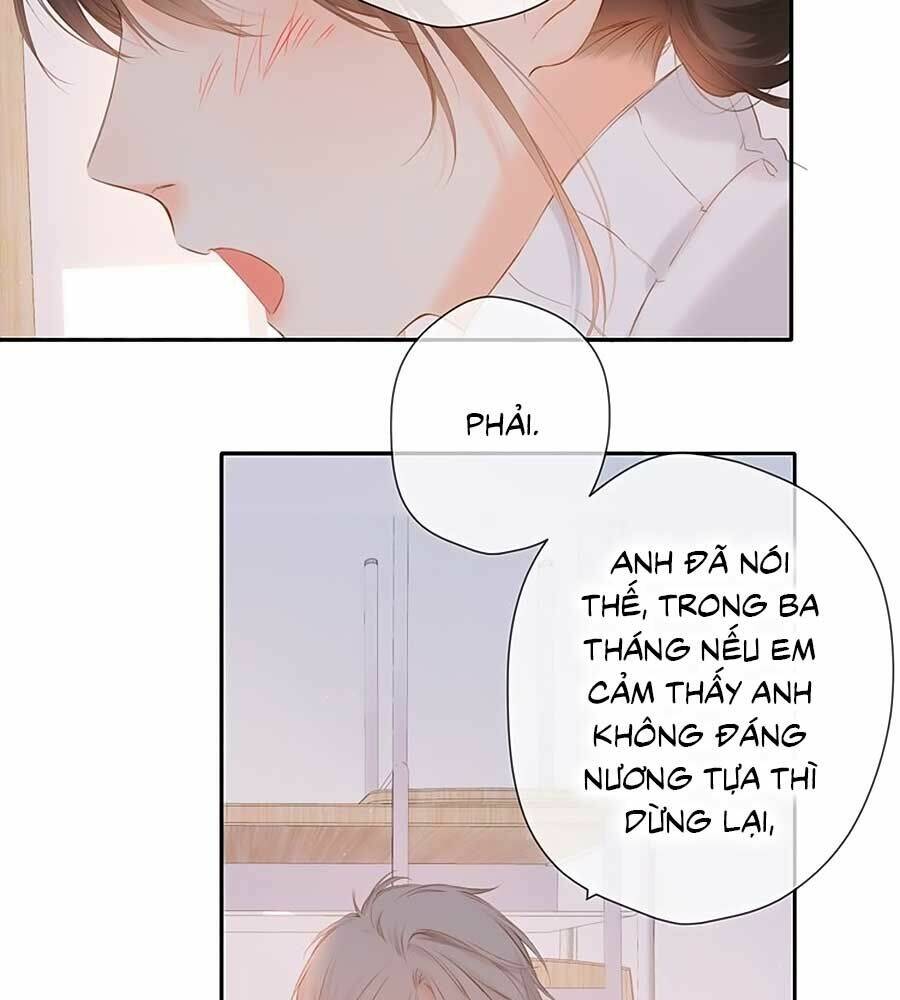 PHẢI.
ANH ĐÃ NÓI
THẾ, TRONG BA
THÁNG NẾU EM
CẢM THẤY ANH
KHÔNG ĐÁNG
NƯƠNG TỰA THÌ
DỪNG LẠI,